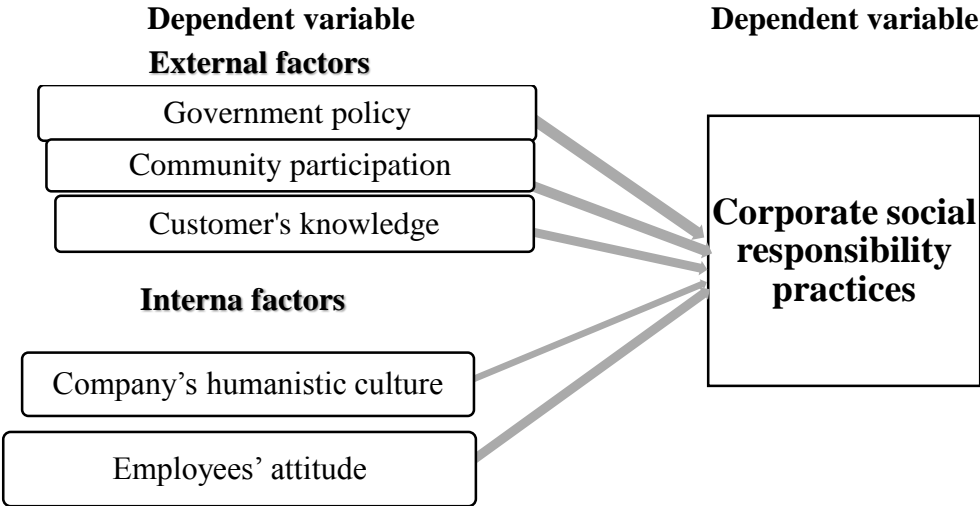 Dependent variable
External factors
Government policy
Community participation
Customer's knowledge
Interna factors
Company’s humanistic culture
Employees’ attitude
Dependent variable
Corporate social
responsibility
practices